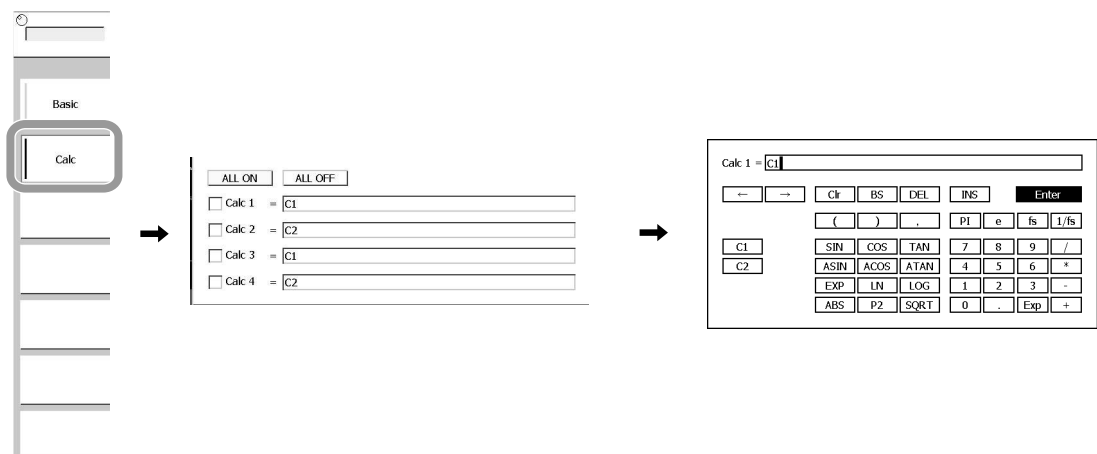 Basic
Calc
ALL ON ALL OFF
Calc 1 = C1
Calc 2 = C2
Calc 3 = C1
Calc 4 = C2
Calc 1 = C1
← → Clr BS DEL INS Enter
( ) , PI e fs 1/fs
C1 SIN COS TAN 7 8 9 /
C2 ASIN ACOS ATAN 4 5 6 *
EXP LN LOG 1 2 3 -
ABS P2 SQRT 0 . Exp +